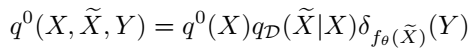 $q^0(X, \widetilde{X}, Y) = q^0(X) q_{\mathcal{D}}(\widetilde{X}|X) \delta_{f_\theta(\widetilde{X})}(Y)$